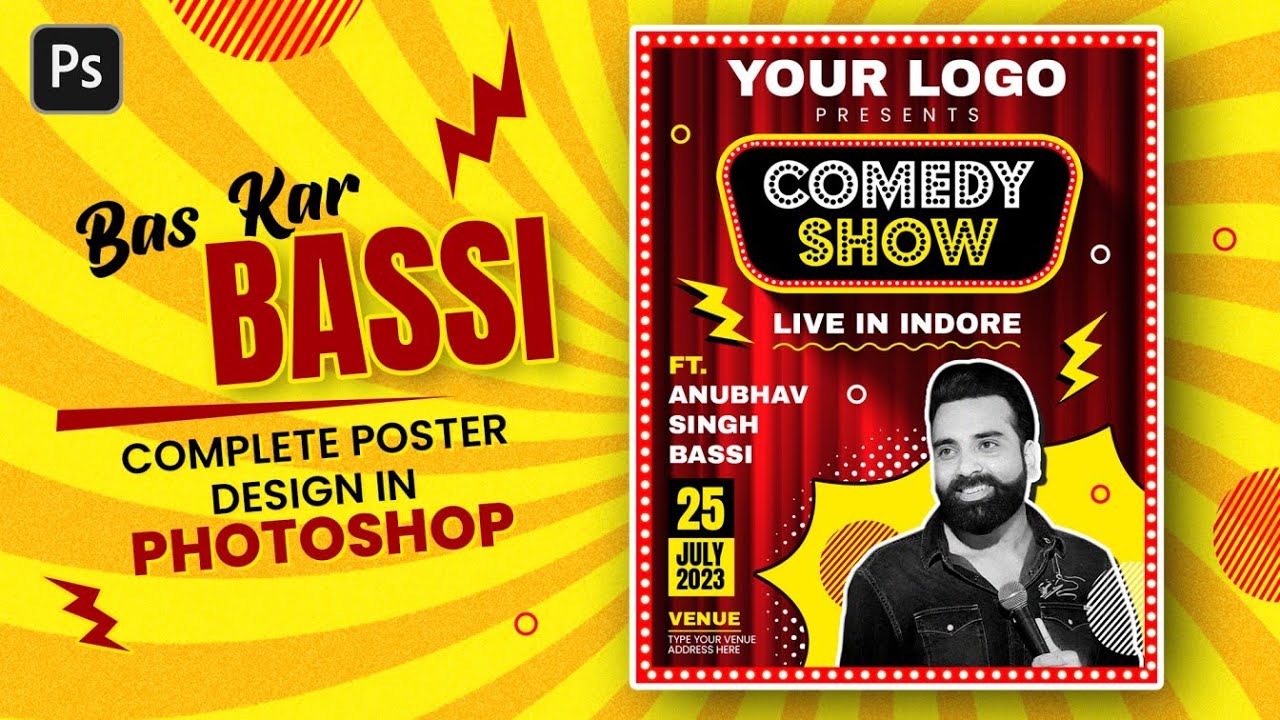 Ps
Bas Kar
BASSI
COMPLETE POSTER
DESIGN IN
PHOTOSHOP
YOUR LOGO
PRESENTS
COMEDY
SHOW
LIVE IN INDORE
FT.
ANUBHAV
SINGH
BASSI
25
JULY
2023
VENUE
TYPE YOUR VENUE
ADDRESS HERE